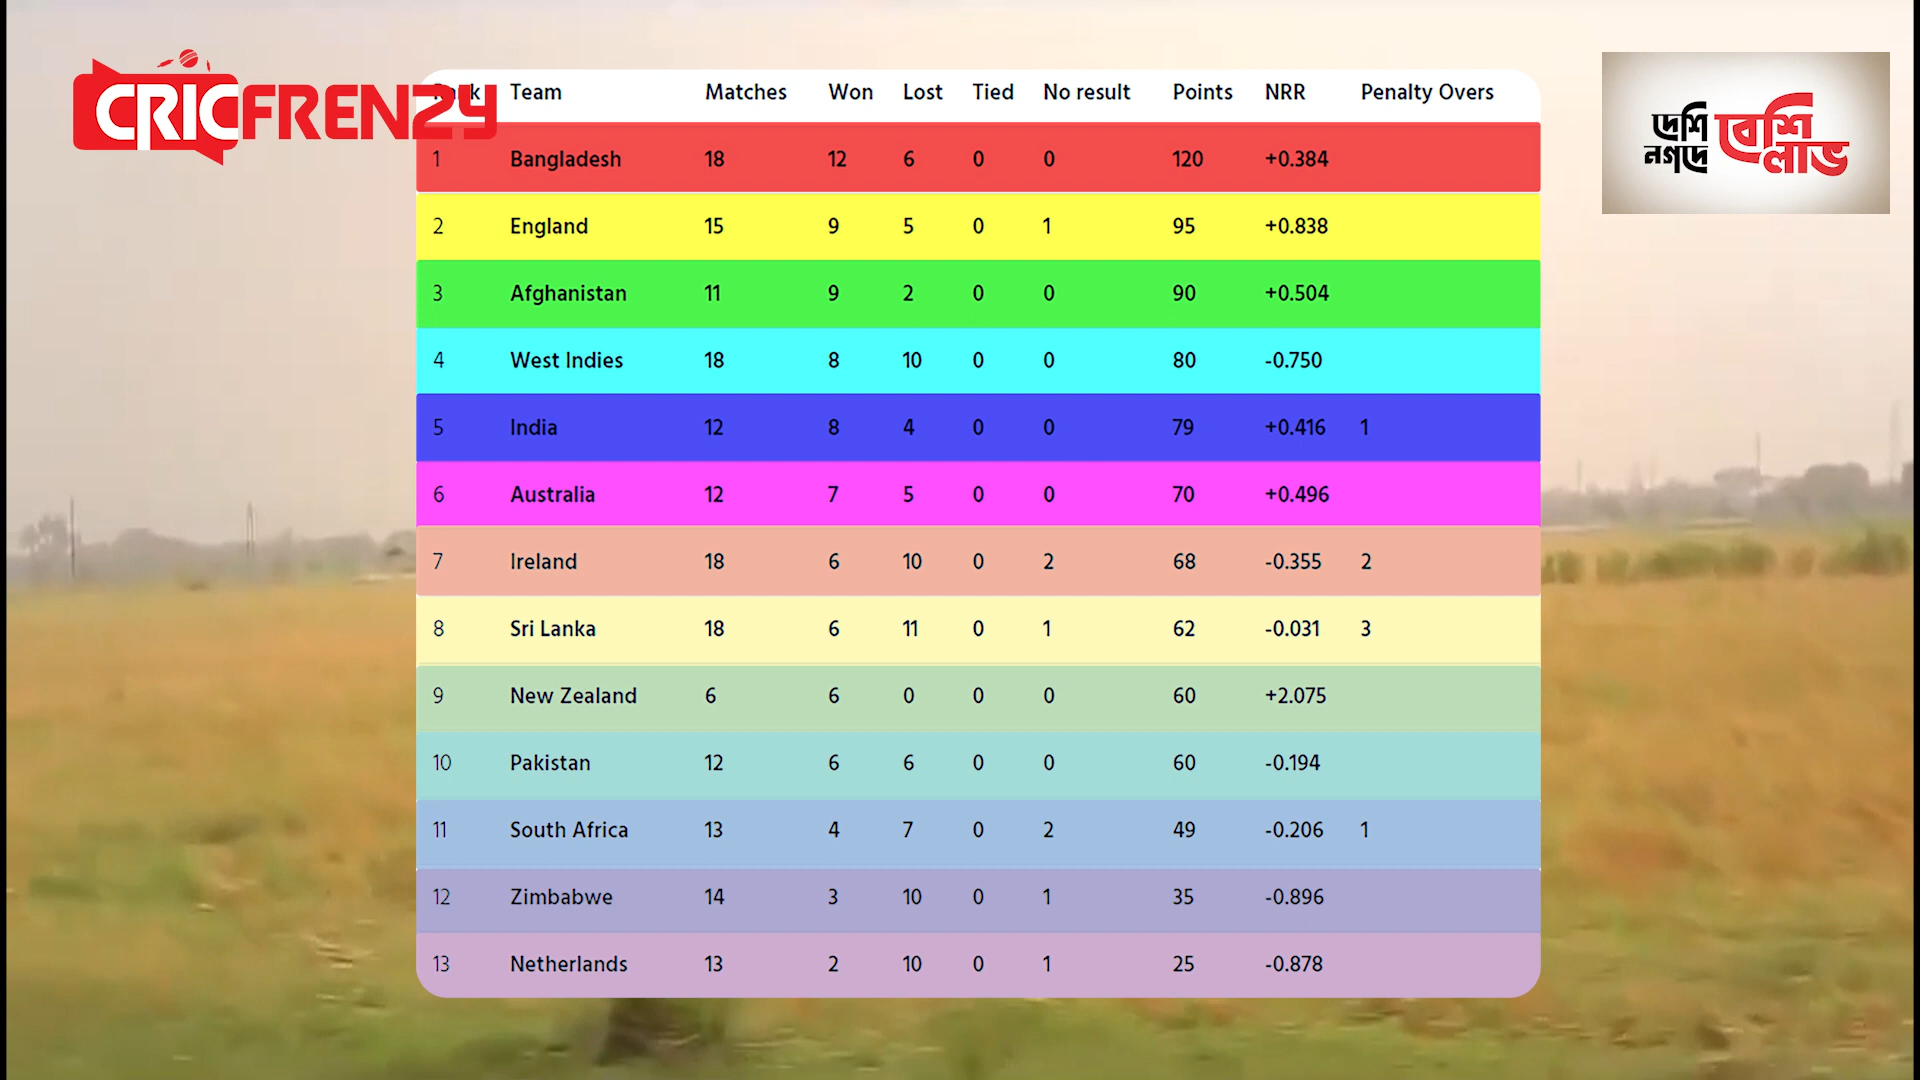 CRICFRENZY
Rank Team Matches Won Lost Tied No result Points NRR Penalty Overs
দেশি বেশি
নগদে লাভ
1 Bangladesh 18 12 6 0 0 120 +0.384
2 England 15 9 5 0 1 95 +0.838
3 Afghanistan 11 9 2 0 0 90 +0.504
4 West Indies 18 8 10 0 0 80 -0.750
5 India 12 8 4 0 0 79 +0.416 1
6 Australia 12 7 5 0 0 70 +0.496
7 Ireland 18 6 10 0 2 68 -0.355 2
8 Sri Lanka 18 6 11 0 1 62 -0.031 3
9 New Zealand 6 6 0 0 0 60 +2.075
10 Pakistan 12 6 6 0 0 60 -0.194
11 South Africa 13 4 7 0 2 49 -0.206 1
12 Zimbabwe 14 3 10 0 1 35 -0.896
13 Netherlands 13 2 10 0 1 25 -0.878